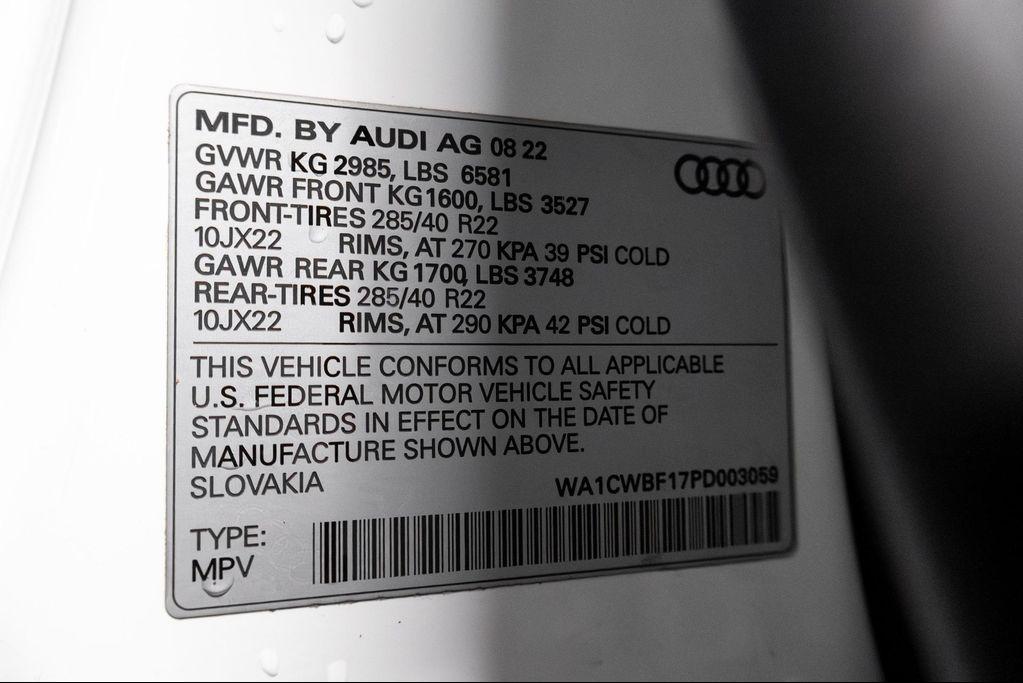 MFD. BY AUDI AG 08 22
GVWR KG 2985, LBS 6581
GAWR FRONT KG1600, LBS 3527
FRONT-TIRES 285/40 R22
10JX22 RIMS, AT 270 KPA 39 PSI COLD
GAWR REAR KG 1700, LBS 3748
REAR-TIRES 285/40 R22
10JX22 RIMS, AT 290 KPA 42 PSI COLD
THIS VEHICLE CONFORMS TO ALL APPLICABLE
U.S. FEDERAL MOTOR VEHICLE SAFETY
STANDARDS IN EFFECT ON THE DATE OF
MANUFACTURE SHOWN ABOVE.
SLOVAKIA
WA1CWBF17PD003059
TYPE:
MPV